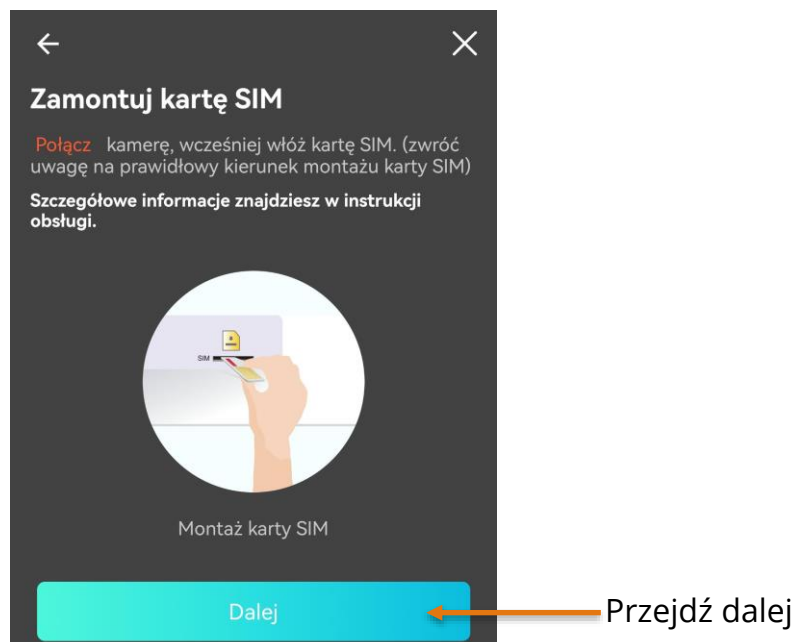 Zamontuj kartę SIM
Połącz kamerę, wcześniej włóż kartę SIM. (zwróć
uwagę na prawidłowy kierunek montażu karty SIM)
Szczegółowe informacje znajdziesz w instrukcji
obsługi.
SIM
Montaż karty SIM
Dalej
Przejdź dalej